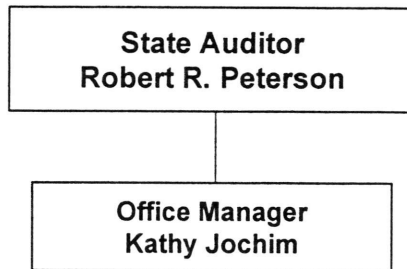 State Auditor
Robert R. Peterson
Office Manager
Kathy Jochim